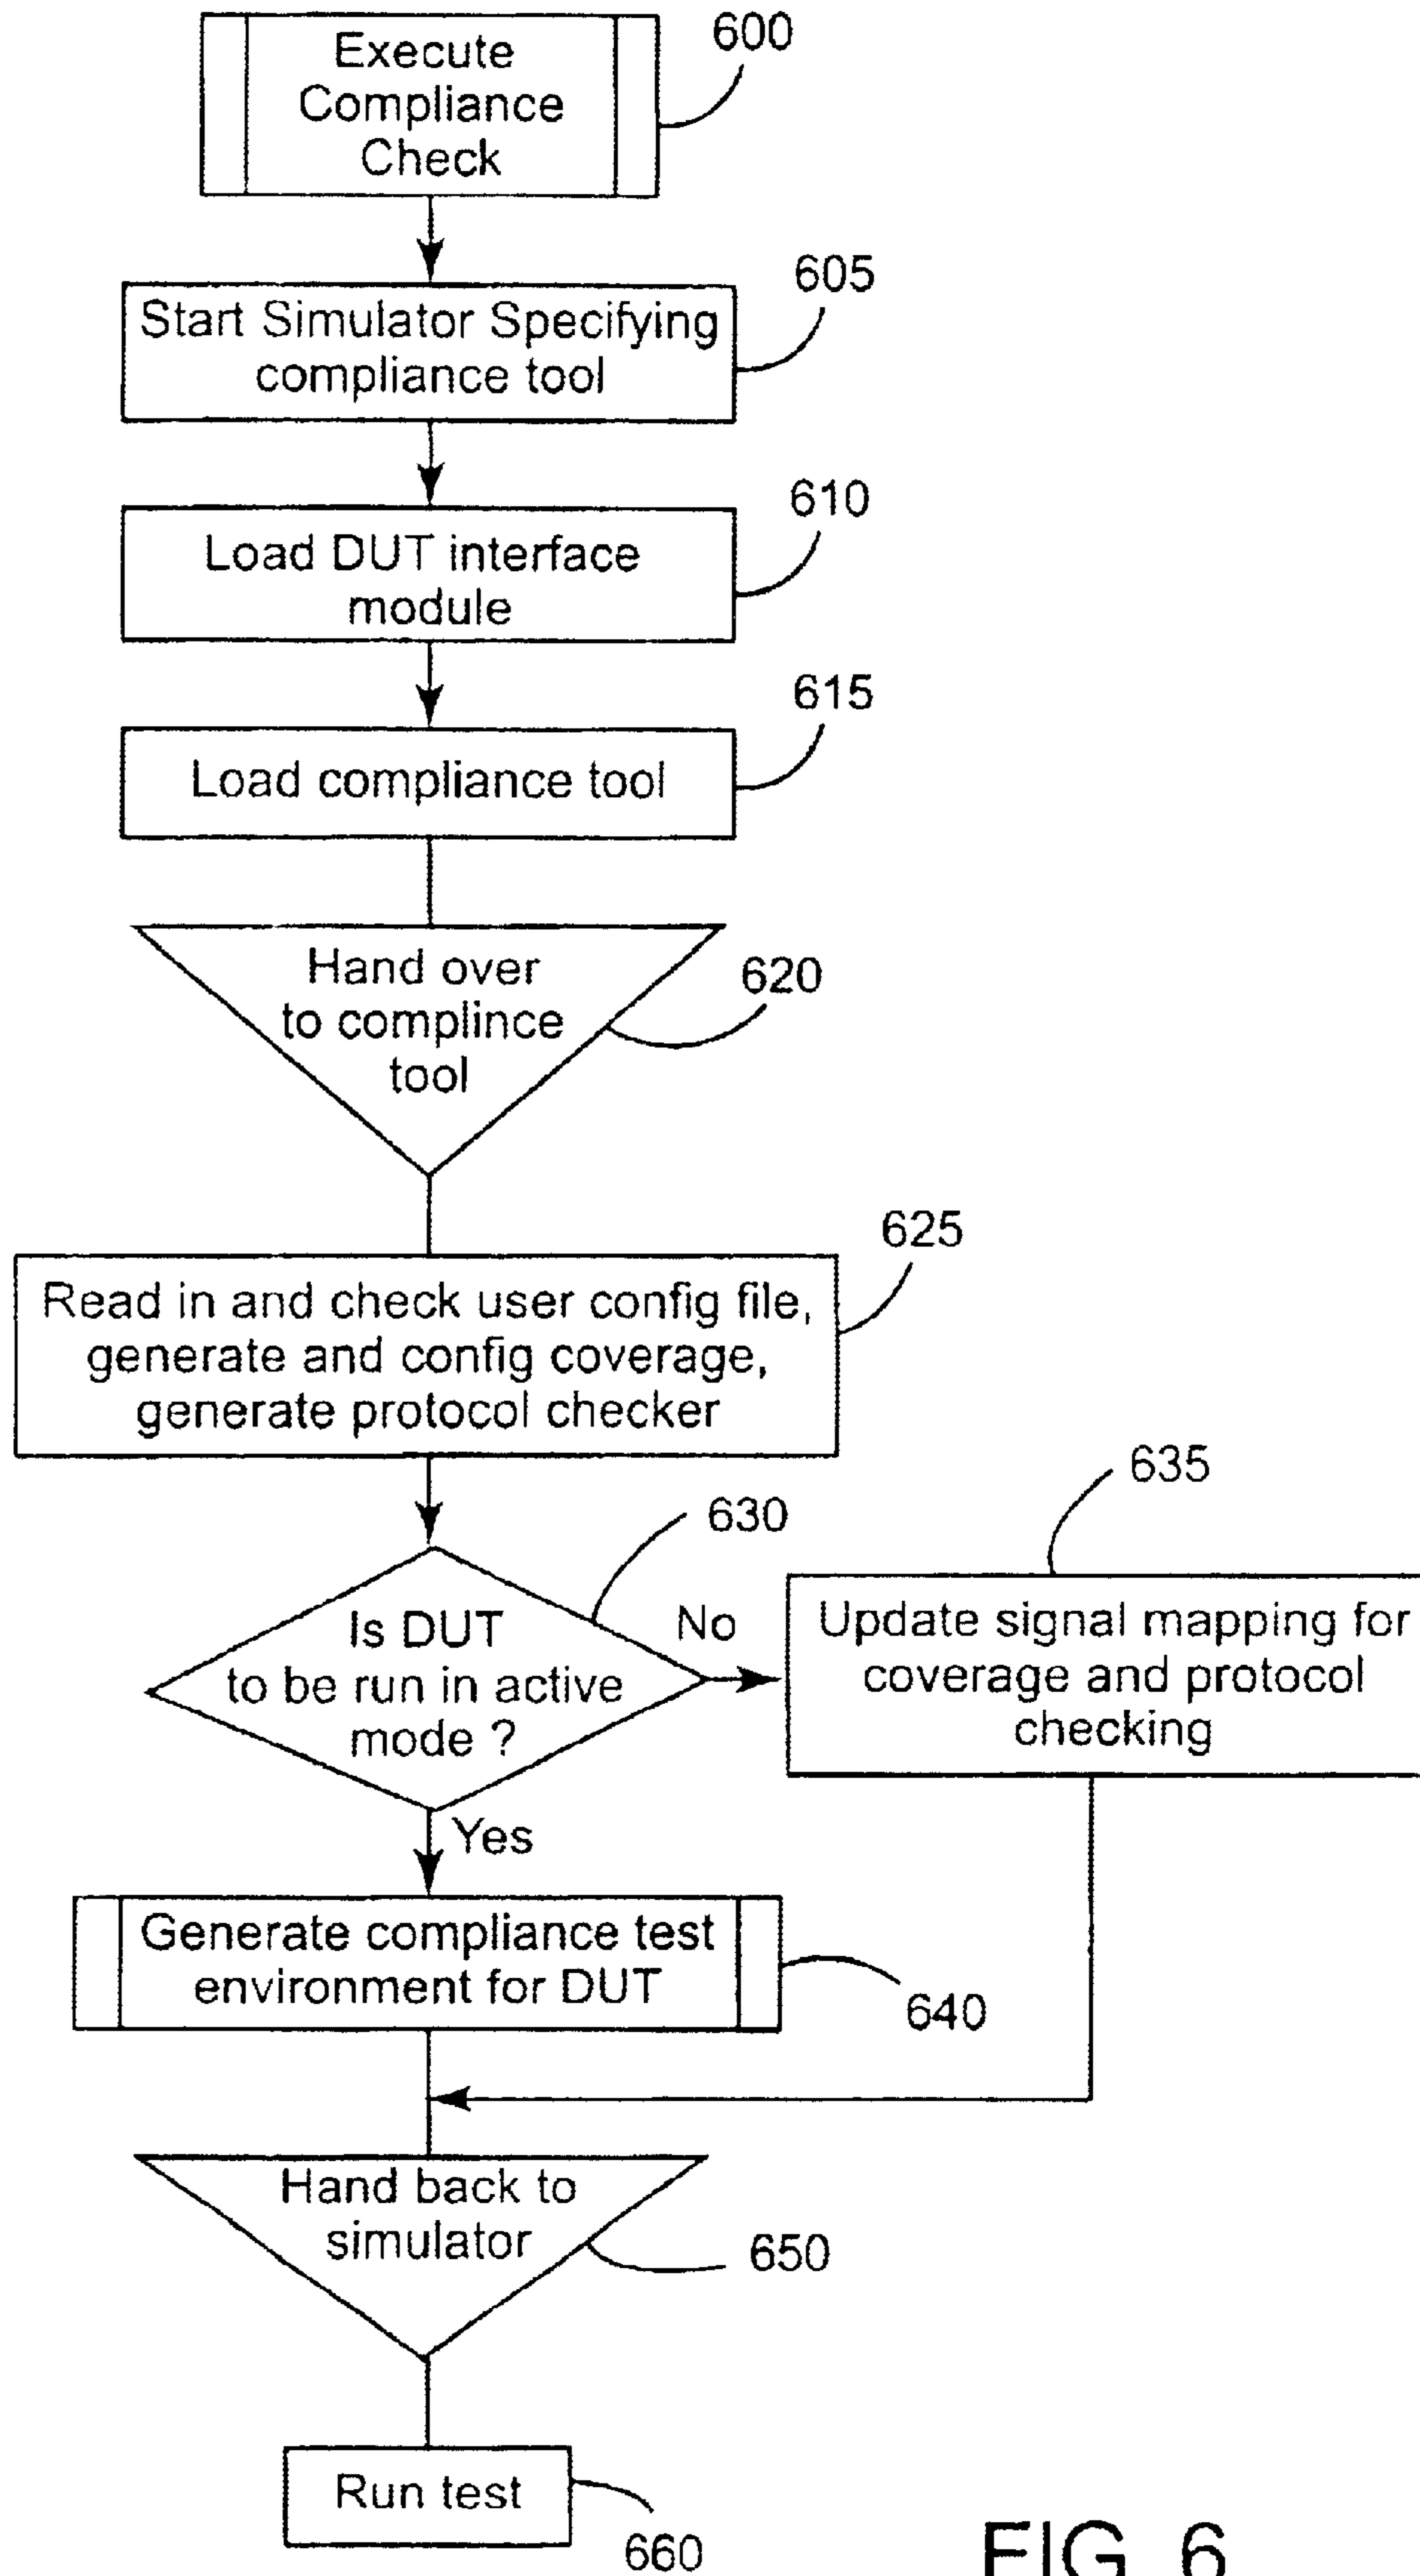 Execute
Compliance
Check
600
Start Simulator Specifying
compliance tool
605
Load DUT interface
module
610
Load compliance tool
615
Hand over
to complince
tool
620
Read in and check user config file,
generate and config coverage,
generate protocol checker
625
Is DUT
to be run in active
mode ?
630
No
Update signal mapping for
coverage and protocol
checking
635
Yes
Generate compliance test
environment for DUT
640
Hand back to
simulator
650
Run test
660
FIG. 6